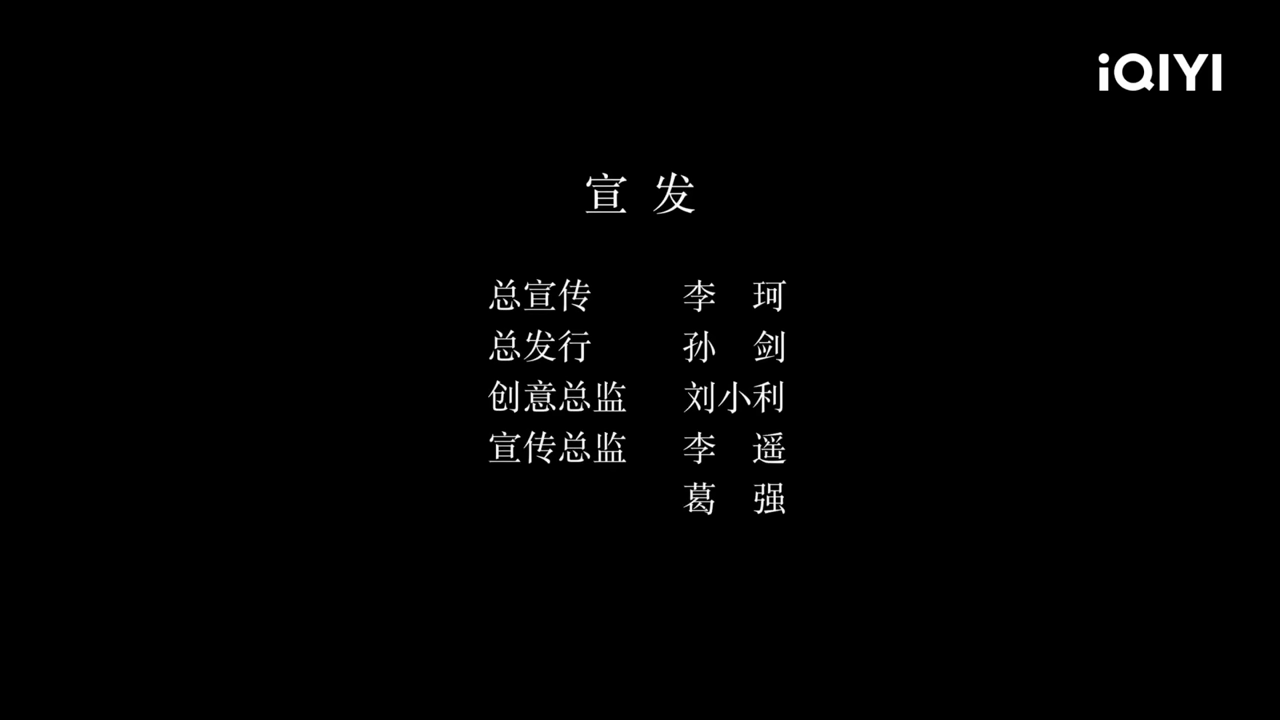 iQIYI
宣 发
总宣传 李 珂
总发行 孙 剑
创意总监 刘小利
宣传总监 李 遥
葛 强